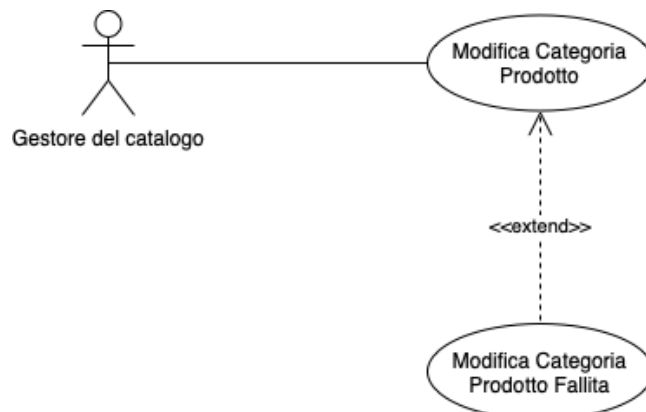 Modifica Categoria
Prodotto
Gestore del catalogo
<<extend>>
Modifica Categoria
Prodotto Fallita